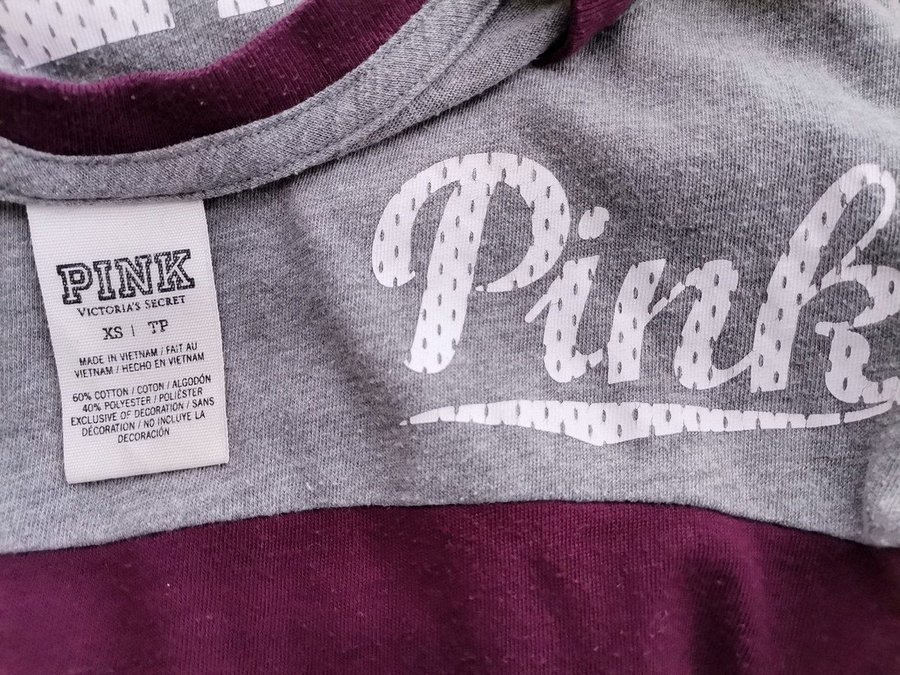 PINK
VICTORIA'S SECRET
XS | TP
MADE IN VIETNAM / FAIT AU
VIETNAM / HECHO EN VIETNAM
60% COTTON / COTON / ALGODÓN
40% POLYESTER / POLIÉSTER
EXCLUSIVE OF DECORATION / SANS
DÉCORATION / NO INCLUYE LA
DECORACIÓN
Pink